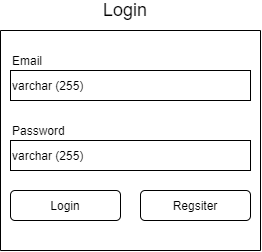 Login
Email
varchar (255)
Password
varchar (255)
Login
Regsiter